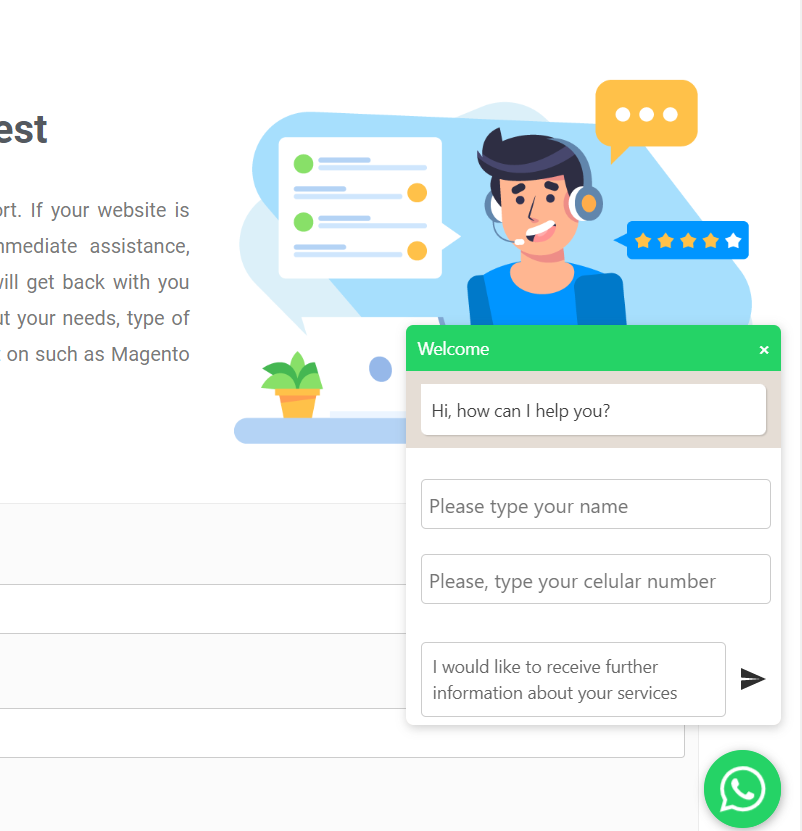 est
ort. If your website is
mmediate assistance,
will get back with you
ut your needs, type of
t on such as Magento
Welcome
×
Hi, how can I help you?
Please type your name
Please, type your celular number
I would like to receive further
information about your services